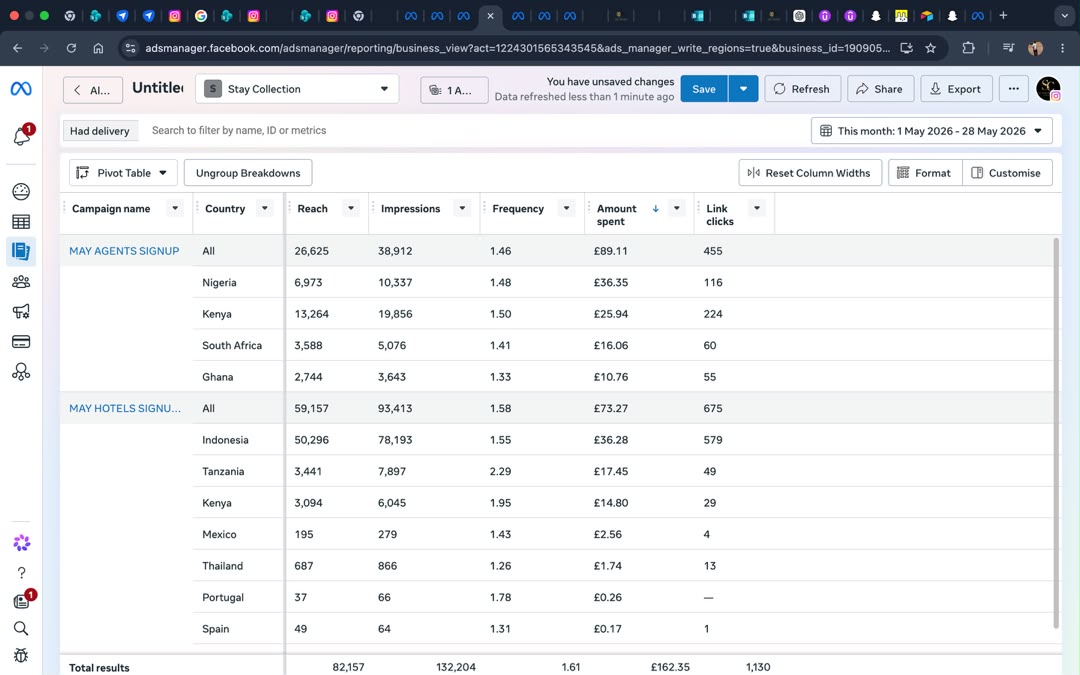 adsmanager.facebook.com/adsmanager/reporting/business_view?act=1224301565343545&ads_manager_write_regions=true&business_id=190905...
Al... Untitle S Stay Collection 1 A... You have unsaved changes Data refreshed less than 1 minute ago Save Refresh Share Export
1
Had delivery Search to filter by name, ID or metrics This month: 1 May 2026 - 28 May 2026
Pivot Table Ungroup Breakdowns Reset Column Widths Format Customise
Campaign name Country Reach Impressions Frequency Amount spent ↓ Link clicks
MAY AGENTS SIGNUP All 26,625 38,912 1.46 £89.11 455
Nigeria 6,973 10,337 1.48 £36.35 116
Kenya 13,264 19,856 1.50 £25.94 224
South Africa 3,588 5,076 1.41 £16.06 60
Ghana 2,744 3,643 1.33 £10.76 55
MAY HOTELS SIGNU... All 59,157 93,413 1.58 £73.27 675
Indonesia 50,296 78,193 1.55 £36.28 579
Tanzania 3,441 7,897 2.29 £17.45 49
Kenya 3,094 6,045 1.95 £14.80 29
Mexico 195 279 1.43 £2.56 4
Thailand 687 866 1.26 £1.74 13
Portugal 37 66 1.78 £0.26 —
1
Spain 49 64 1.31 £0.17 1
Total results 82,157 132,204 1.61 £162.35 1,130